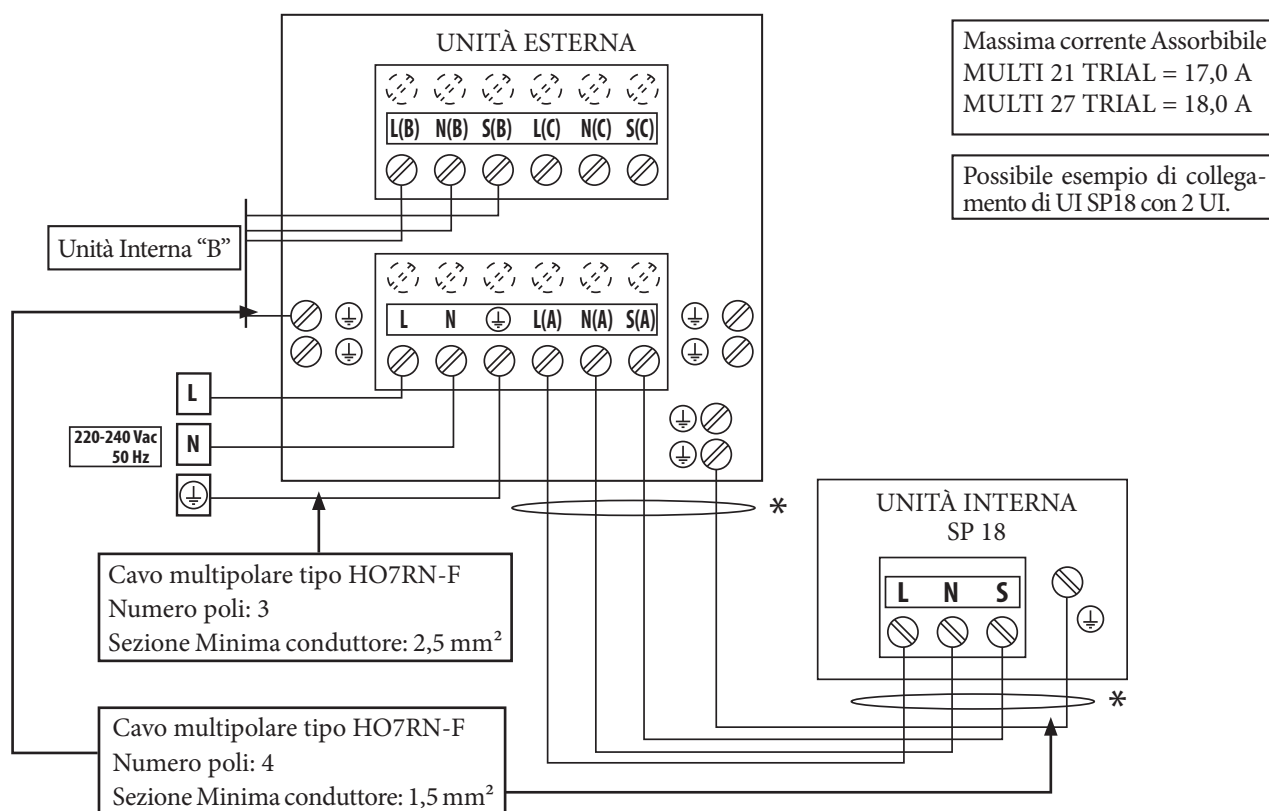 UNITÀ ESTERNA
L(B) N(B) S(B) L(C) N(C) S(C)
Massima corrente Assorbibile
MULTI 21 TRIAL = 17,0 A
MULTI 27 TRIAL = 18,0 A
Possibile esempio di collega-
mento di UI SP18 con 2 UI.
Unità Interna “B”
L N L(A) N(A) S(A)
L
220-240 Vac
50 Hz
N
*
UNITÀ INTERNA
SP 18
L N S
*
Cavo multipolare tipo HO7RN-F
Numero poli: 3
Sezione Minima conduttore: 2,5 mm²
Cavo multipolare tipo HO7RN-F
Numero poli: 4
Sezione Minima conduttore: 1,5 mm²